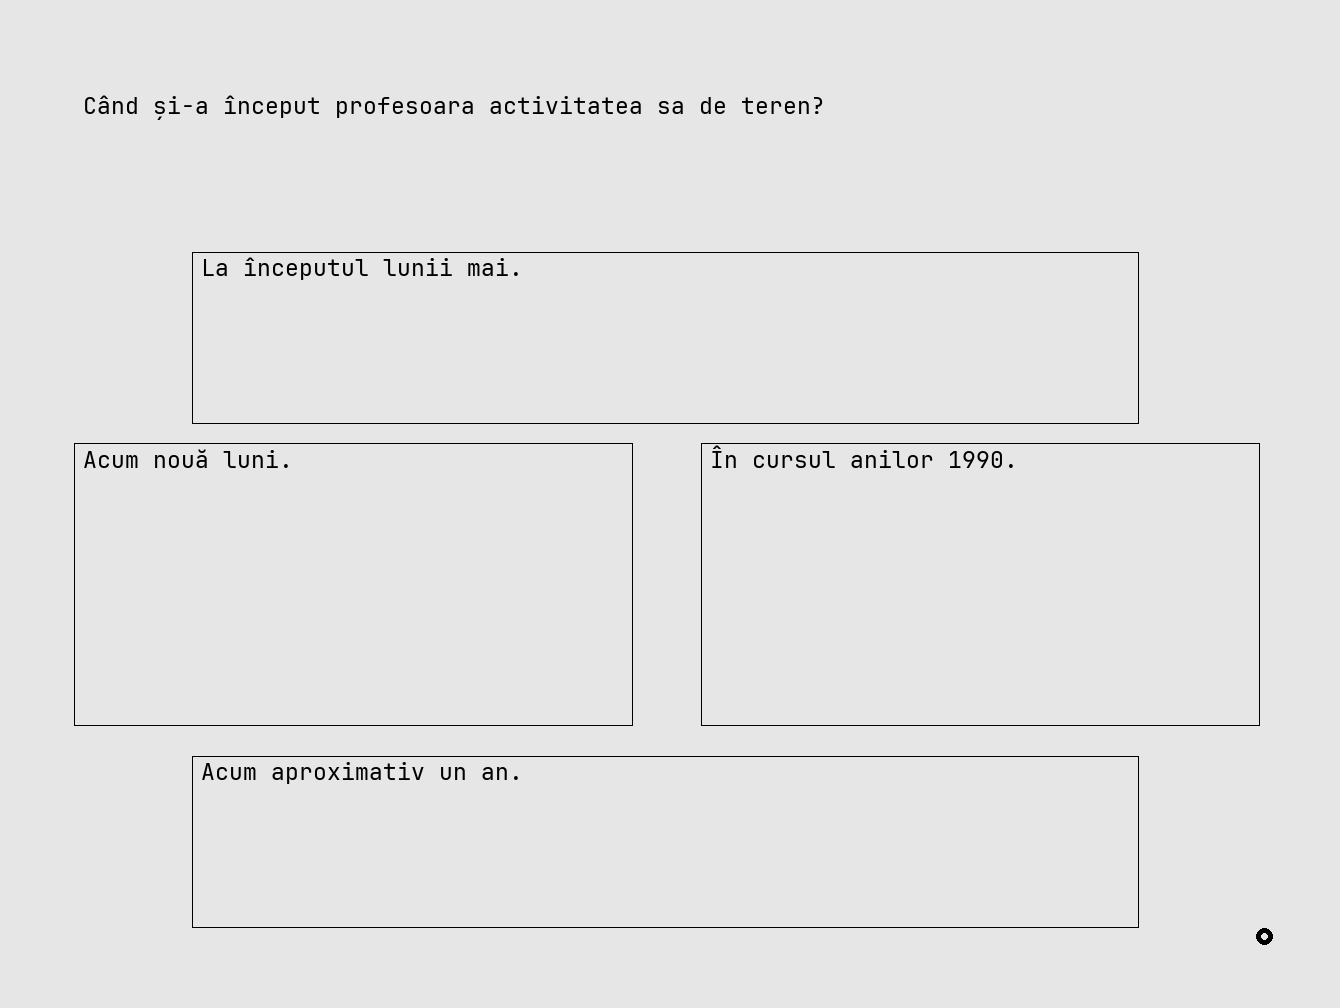 Când și-a început profesoara activitatea sa de teren?
La începutul lunii mai.
Acum nouă luni.
În cursul anilor 1990.
Acum aproximativ un an.